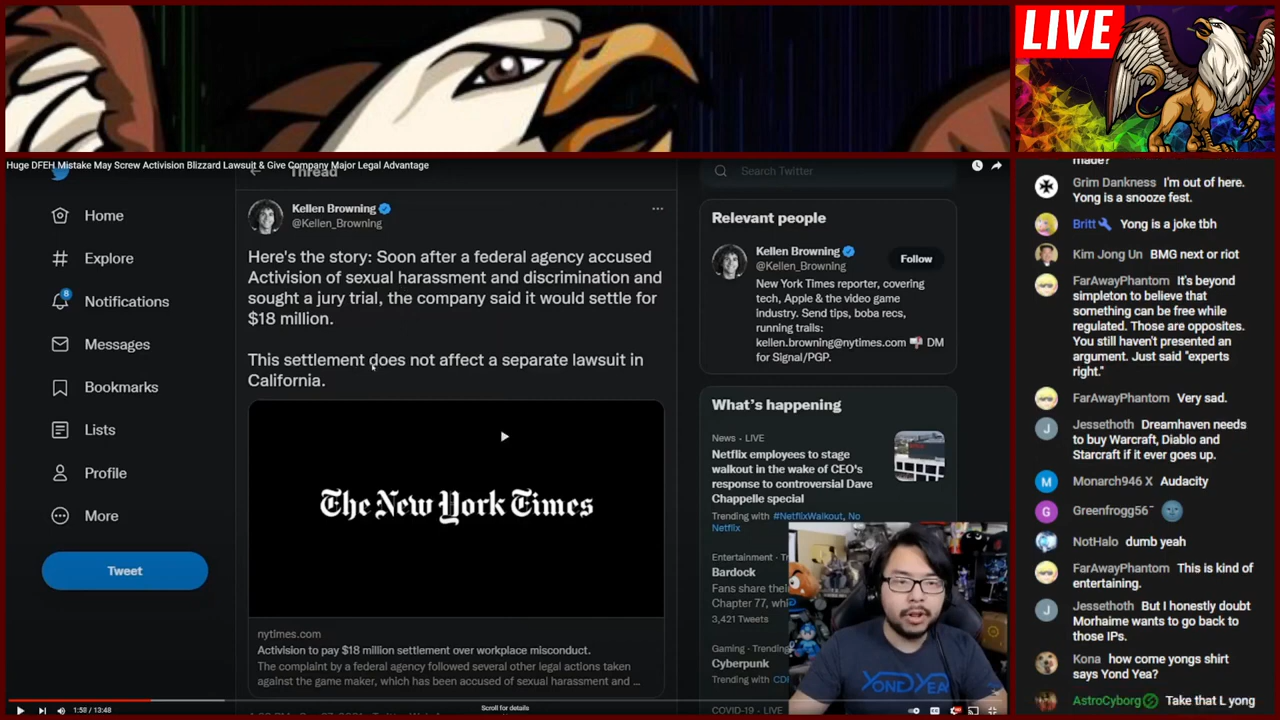 LIVE
Huge DFEH Mistake May Screw Activision Blizzard Lawsuit & Give Company Major Legal Advantage
Thread
Home
Explore
8
Notifications
Messages
Bookmarks
Lists
Profile
More
Tweet
Kellen Browning
@Kellen_Browning
Here's the story: Soon after a federal agency accused
Activision of sexual harassment and discrimination and
sought a jury trial, the company said it would settle for
$18 million.
This settlement does not affect a separate lawsuit in
California.
The New York Times
nytimes.com
Activision to pay $18 million settlement over workplace misconduct.
The complaint by a federal agency followed several other legal actions taken
against the game maker, which has been accused of sexual harassment and ...
Search Twitter
Relevant people
Kellen Browning
@Kellen_Browning
Follow
New York Times reporter, covering
tech, Apple & the video game
industry. Send tips, boba recs,
running trails:
kellen.browning@nytimes.com 📮 DM
for Signal/PGP.
What's happening
News · LIVE
Netflix employees to stage
walkout in the wake of CEO's
response to controversial Dave
Chappelle special
Trending with #NetflixWalkout, No
Netflix
Entertainment ·
Bardock
Fans share
Chapter 77,
3,421 Tweets
Gaming · Trending
Cyberpunk
Trending with
COVID-19 · LIVE
YOND YEA
1:58 / 13:48
Scroll for details
made?
Grim Dankness I'm out of here.
Yong is a snooze fest.
Britt Yong is a joke tbh
Kim Jong Un BMG next or riot
FarAwayPhantom It's beyond
simpleton to believe that
something can be free while
regulated. Those are opposites.
You still haven't presented an
argument. Just said "experts
right."
FarAwayPhantom Very sad.
J
Jessethoth Dreamhaven needs
to buy Warcraft, Diablo and
Starcraft if it ever goes up.
M
Monarch946 X Audacity
G
Greenfrogg56~
NotHalo dumb yeah
FarAwayPhantom This is kind of
entertaining.
J
Jessethoth But I honestly doubt
Morhaime wants to go back to
those IPs.
Kona how come yongs shirt
says Yond Yea?
AstroCyborg Take that L yong